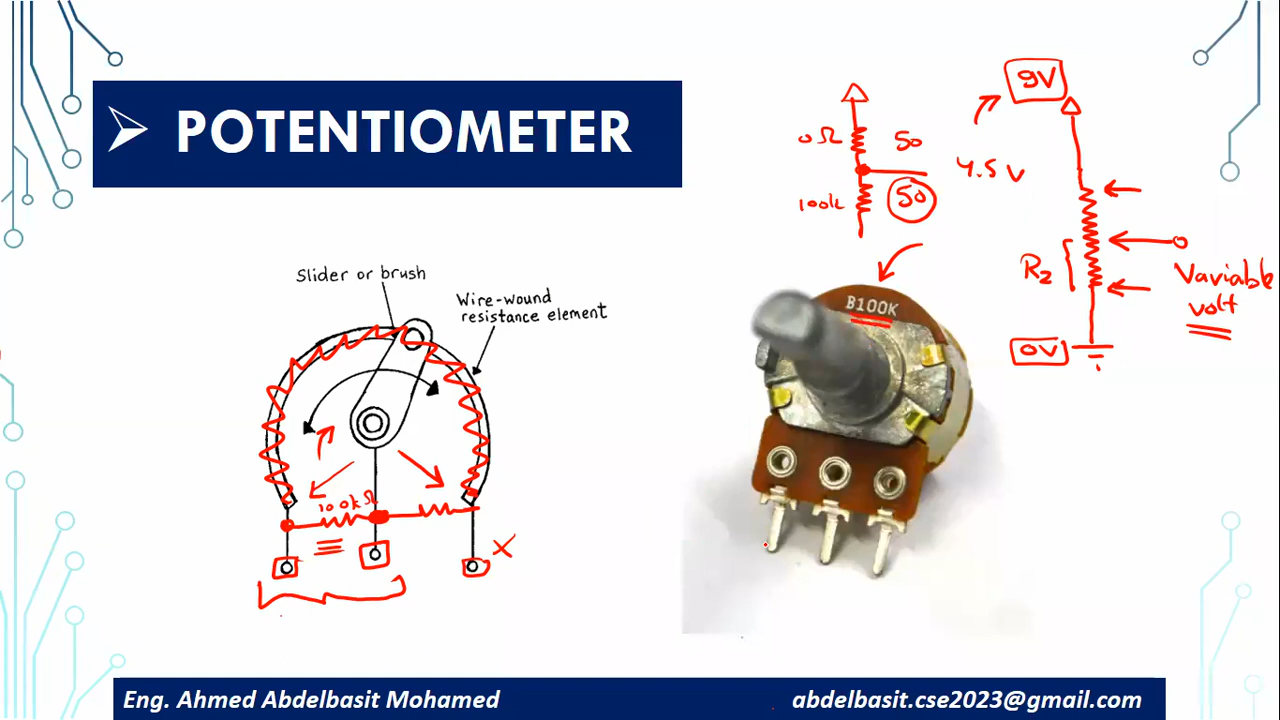 POTENTIOMETER
9V
0Ω
50
4.5 V
100k
50
R2
Variable
volt
0V
Slider or brush
Wire-wound
resistance element
B100K
100kΩ
X
Eng. Ahmed Abdelbasit Mohamed
abdelbasit.cse2023@gmail.com